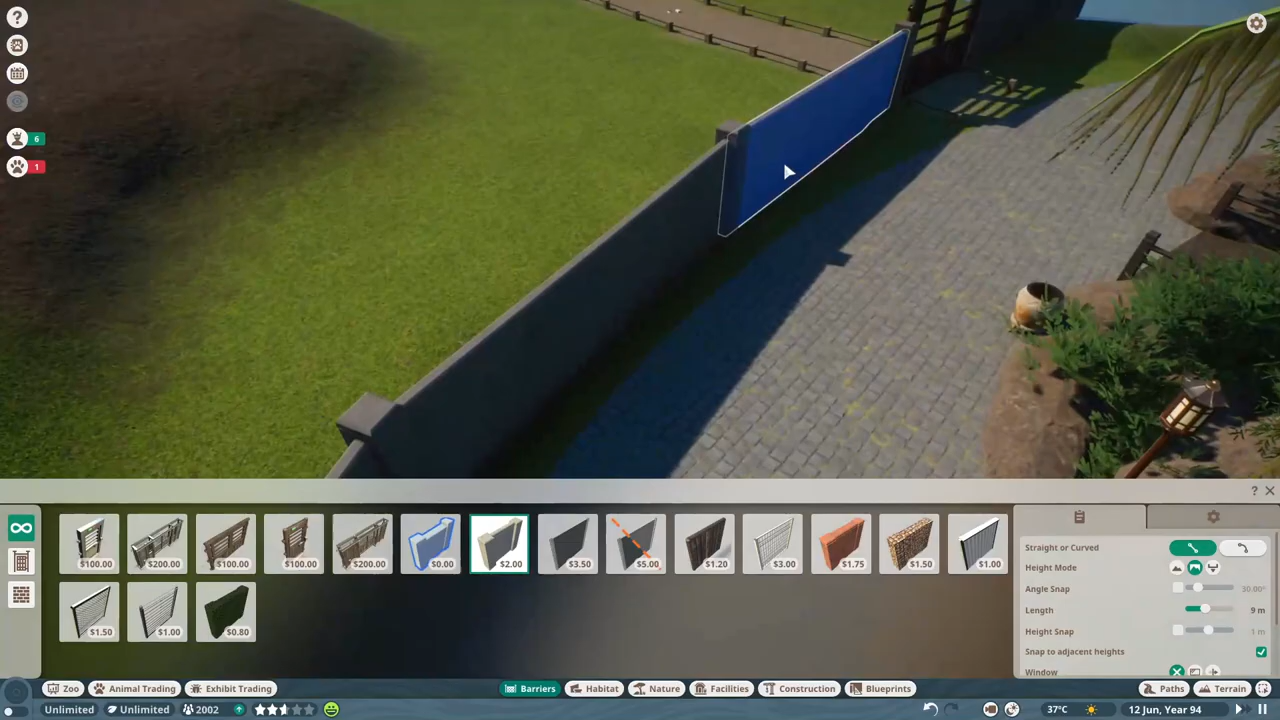 ?
6
1
? ×
$100.00 $200.00 $100.00 $100.00 $200.00 $0.00 $2.00 $3.50 $5.00 $1.20 $3.00 $1.75 $1.50 $1.00
$1.50 $1.00 $0.80
Straight or Curved
Height Mode
Angle Snap 30.00°
Length 9 m
Height Snap 1 m
Snap to adjacent heights
Window
Zoo Animal Trading Exhibit Trading Barriers Habitat Nature Facilities Construction Blueprints Paths Terrain
Unlimited Unlimited 2002 37°C 12 Jun, Year 94